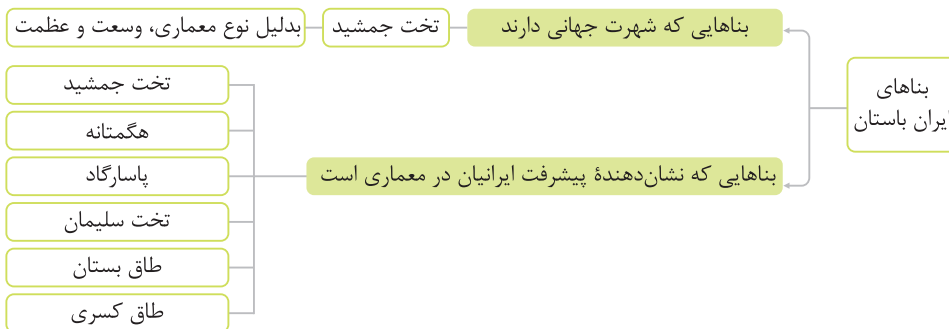 بناهای
ایران باستان
بناهایی که شهرت جهانی دارند
تخت جمشید
بدلیل نوع معماری، وسعت و عظمت
بناهایی که نشان‌دهندهٔ پیشرفت ایرانیان در معماری است
تخت جمشید
هگمتانه
پاسارگاد
تخت سلیمان
طاق بستان
طاق کسری